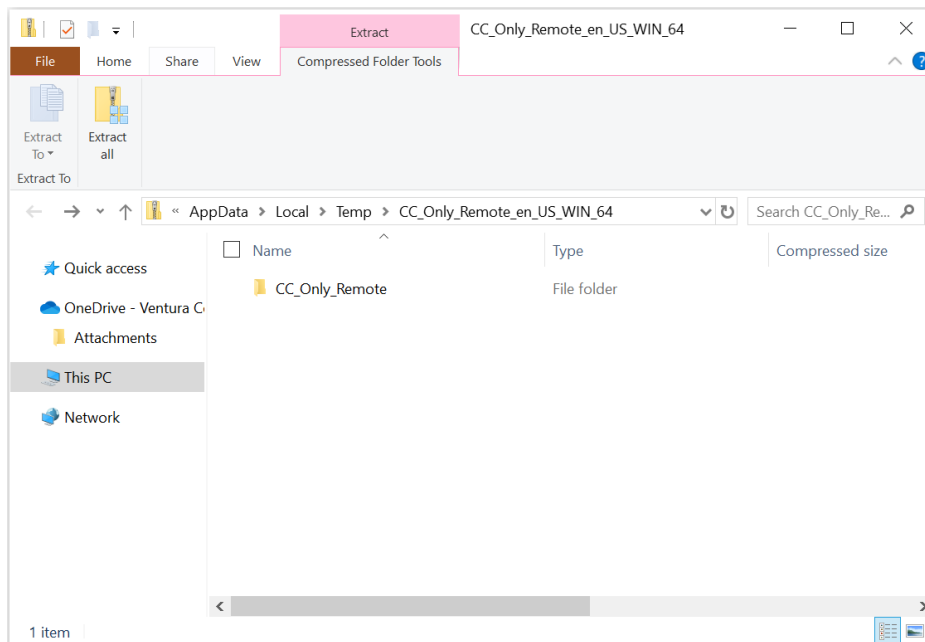 Extract
CC_Only_Remote_en_US_WIN_64
File
Home
Share
View
Compressed Folder Tools
?
Extract
To
Extract
all
Extract To
« AppData > Local > Temp > CC_Only_Remote_en_US_WIN_64
Search CC_Only_Re...
Name
Type
Compressed size
CC_Only_Remote
File folder
Quick access
OneDrive - Ventura C
Attachments
This PC
Network
1 item